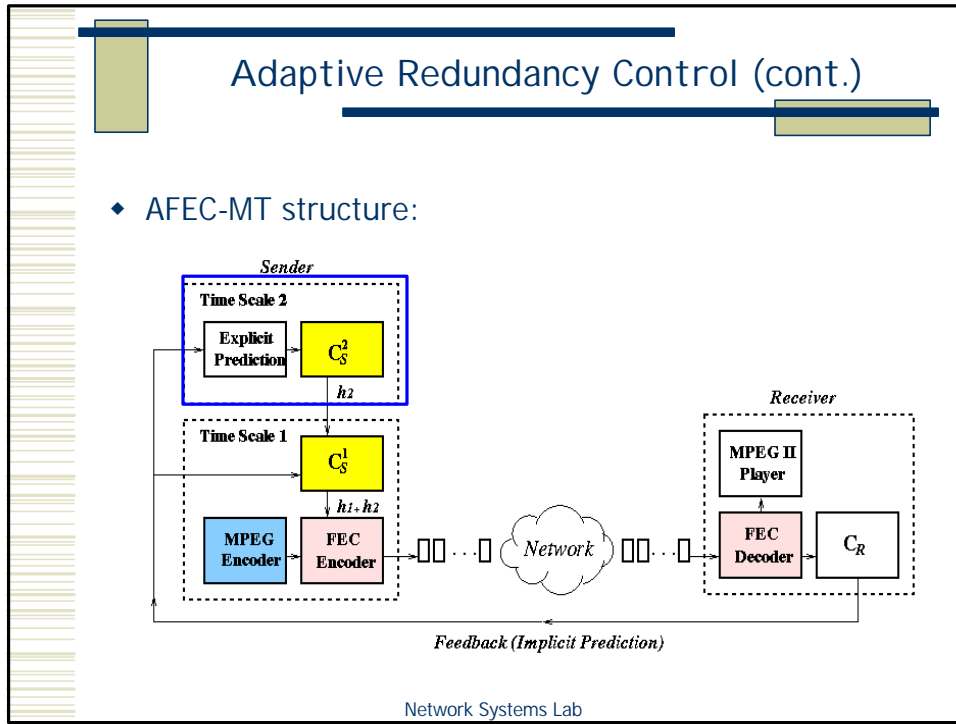 Adaptive Redundancy Control (cont.)
AFEC-MT structure:
Sender
Time Scale 2
Explicit
Prediction
C_S^2
h2
Time Scale 1
C_S^1
h1+h2
MPEG
Encoder
FEC
Encoder
...
Network
...
Receiver
MPEG II
Player
FEC
Decoder
C_R
Feedback (Implicit Prediction)
Network Systems Lab